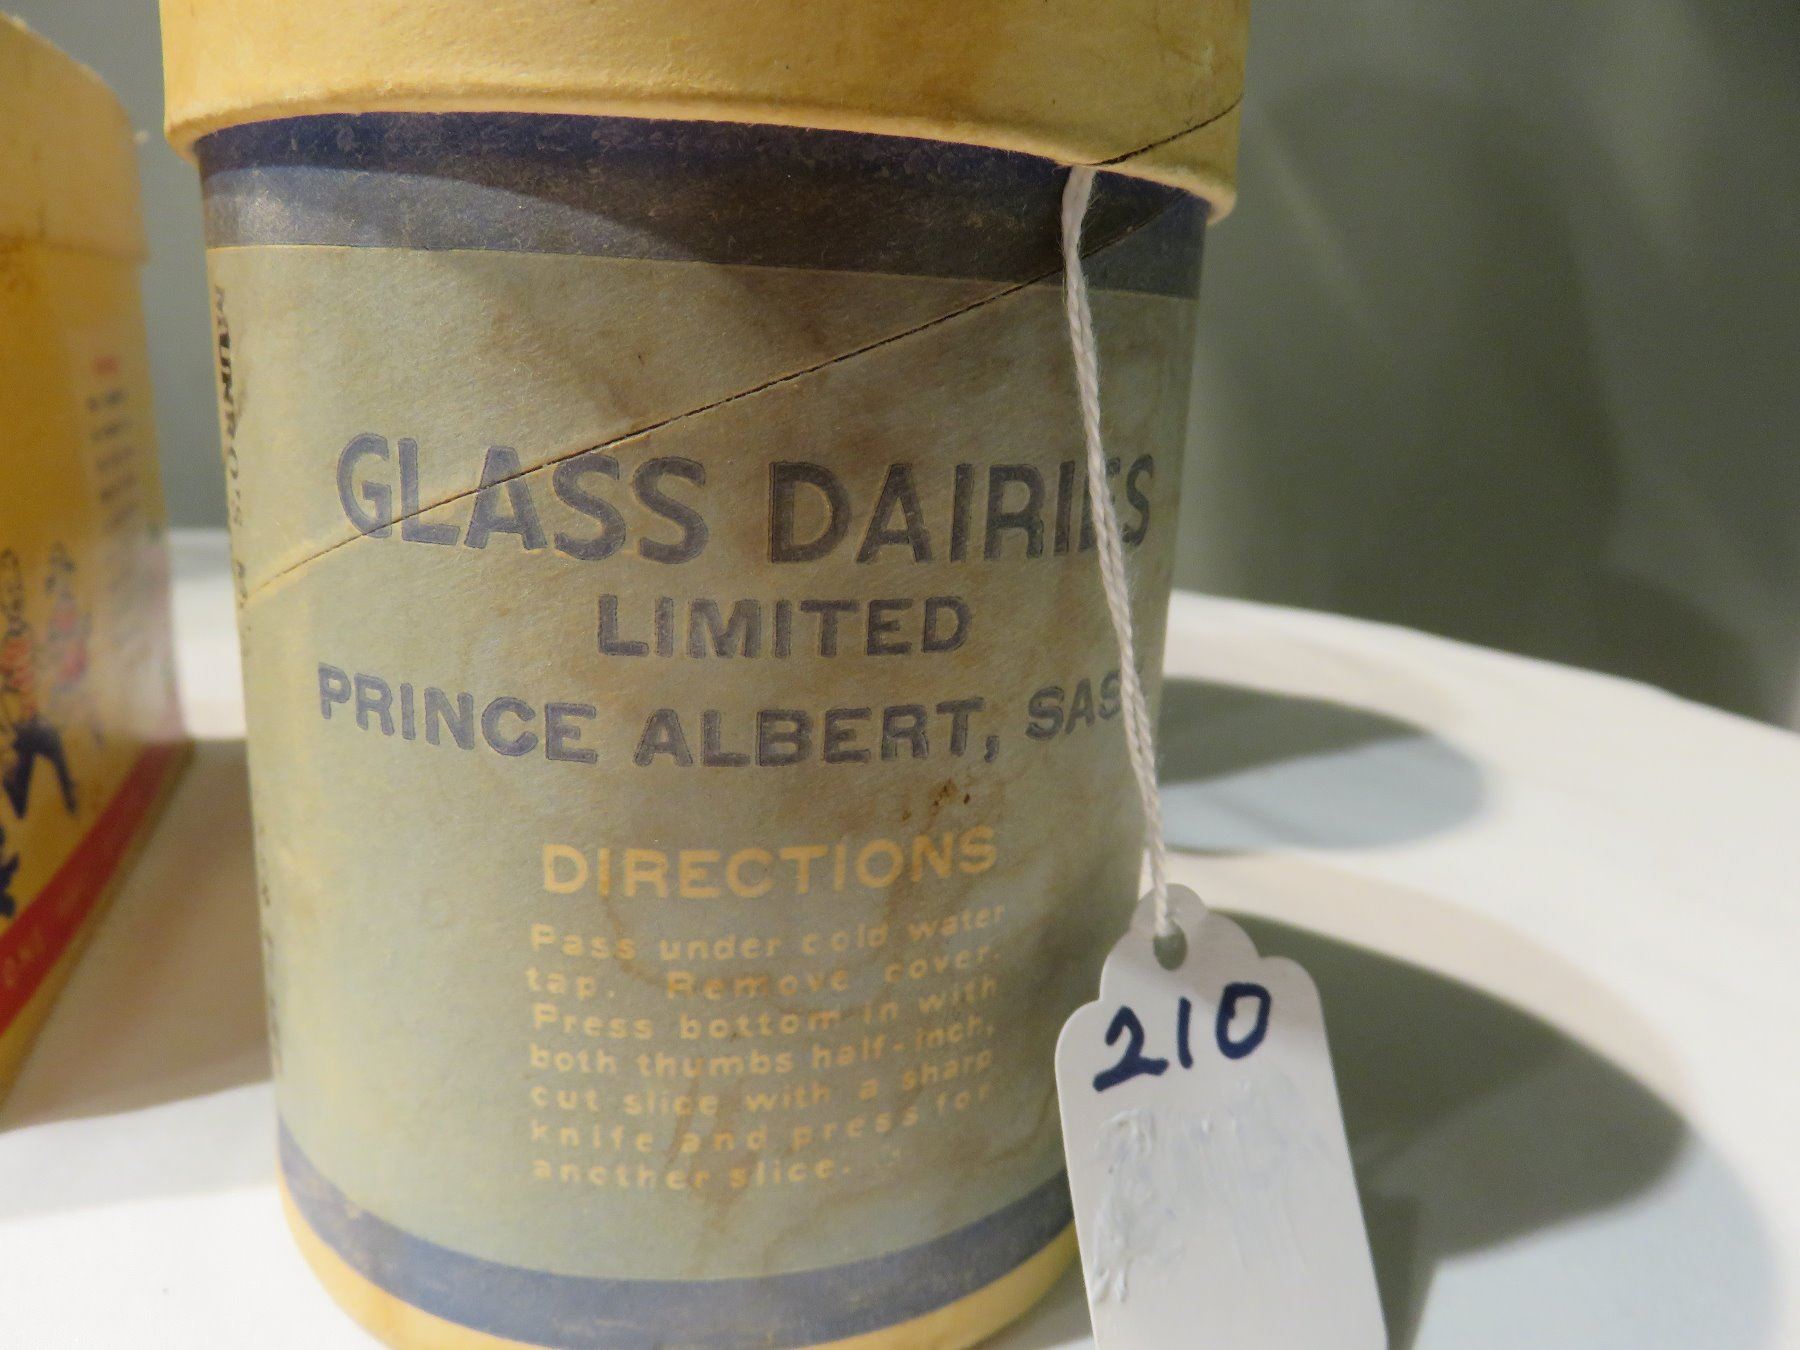 GLASS DAIRIES
LIMITED
PRINCE ALBERT, SAS
DIRECTIONS
Pass under cold water
tap. Remove cover.
Press bottom in with
both thumbs half-inch,
cut slice with a sharp
knife and press for
another slice.
210